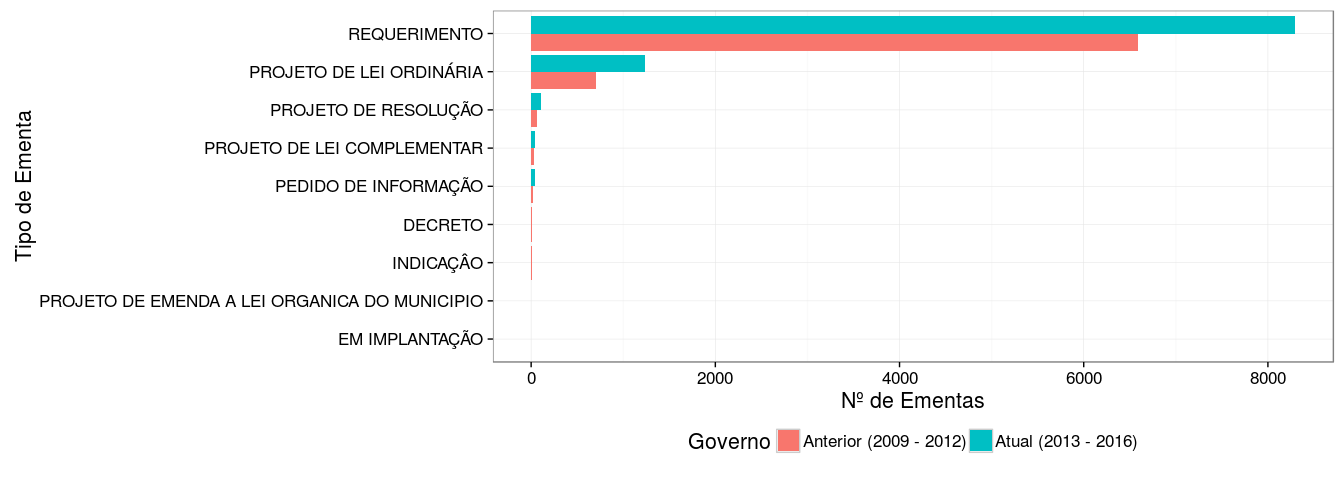 Tipo de Ementa
REQUERIMENTO
PROJETO DE LEI ORDINÁRIA
PROJETO DE RESOLUÇÃO
PROJETO DE LEI COMPLEMENTAR
PEDIDO DE INFORMAÇÃO
DECRETO
INDICAÇÂO
PROJETO DE EMENDA A LEI ORGANICA DO MUNICIPIO
EM IMPLANTAÇÃO
0 2000 4000 6000 8000
Nº de Ementas
Governo Anterior (2009 - 2012) Atual (2013 - 2016)